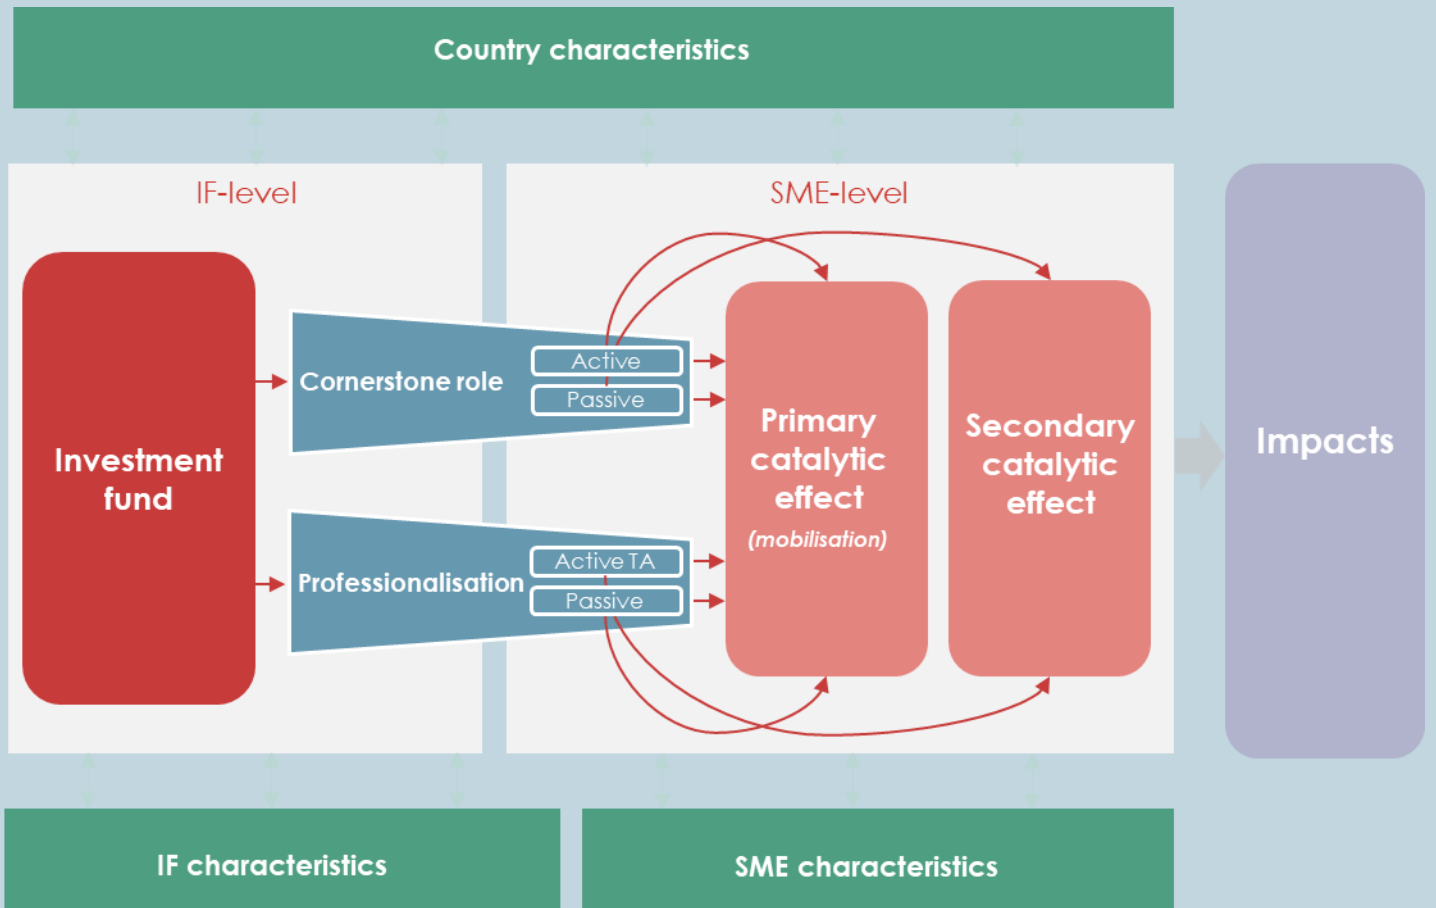 Country characteristics
IF-level
SME-level
Investment
fund
Cornerstone role
Active
Passive
Professionalisation
Active TA
Passive
Primary
catalytic
effect
(mobilisation)
Secondary
catalytic
effect
Impacts
IF characteristics
SME characteristics